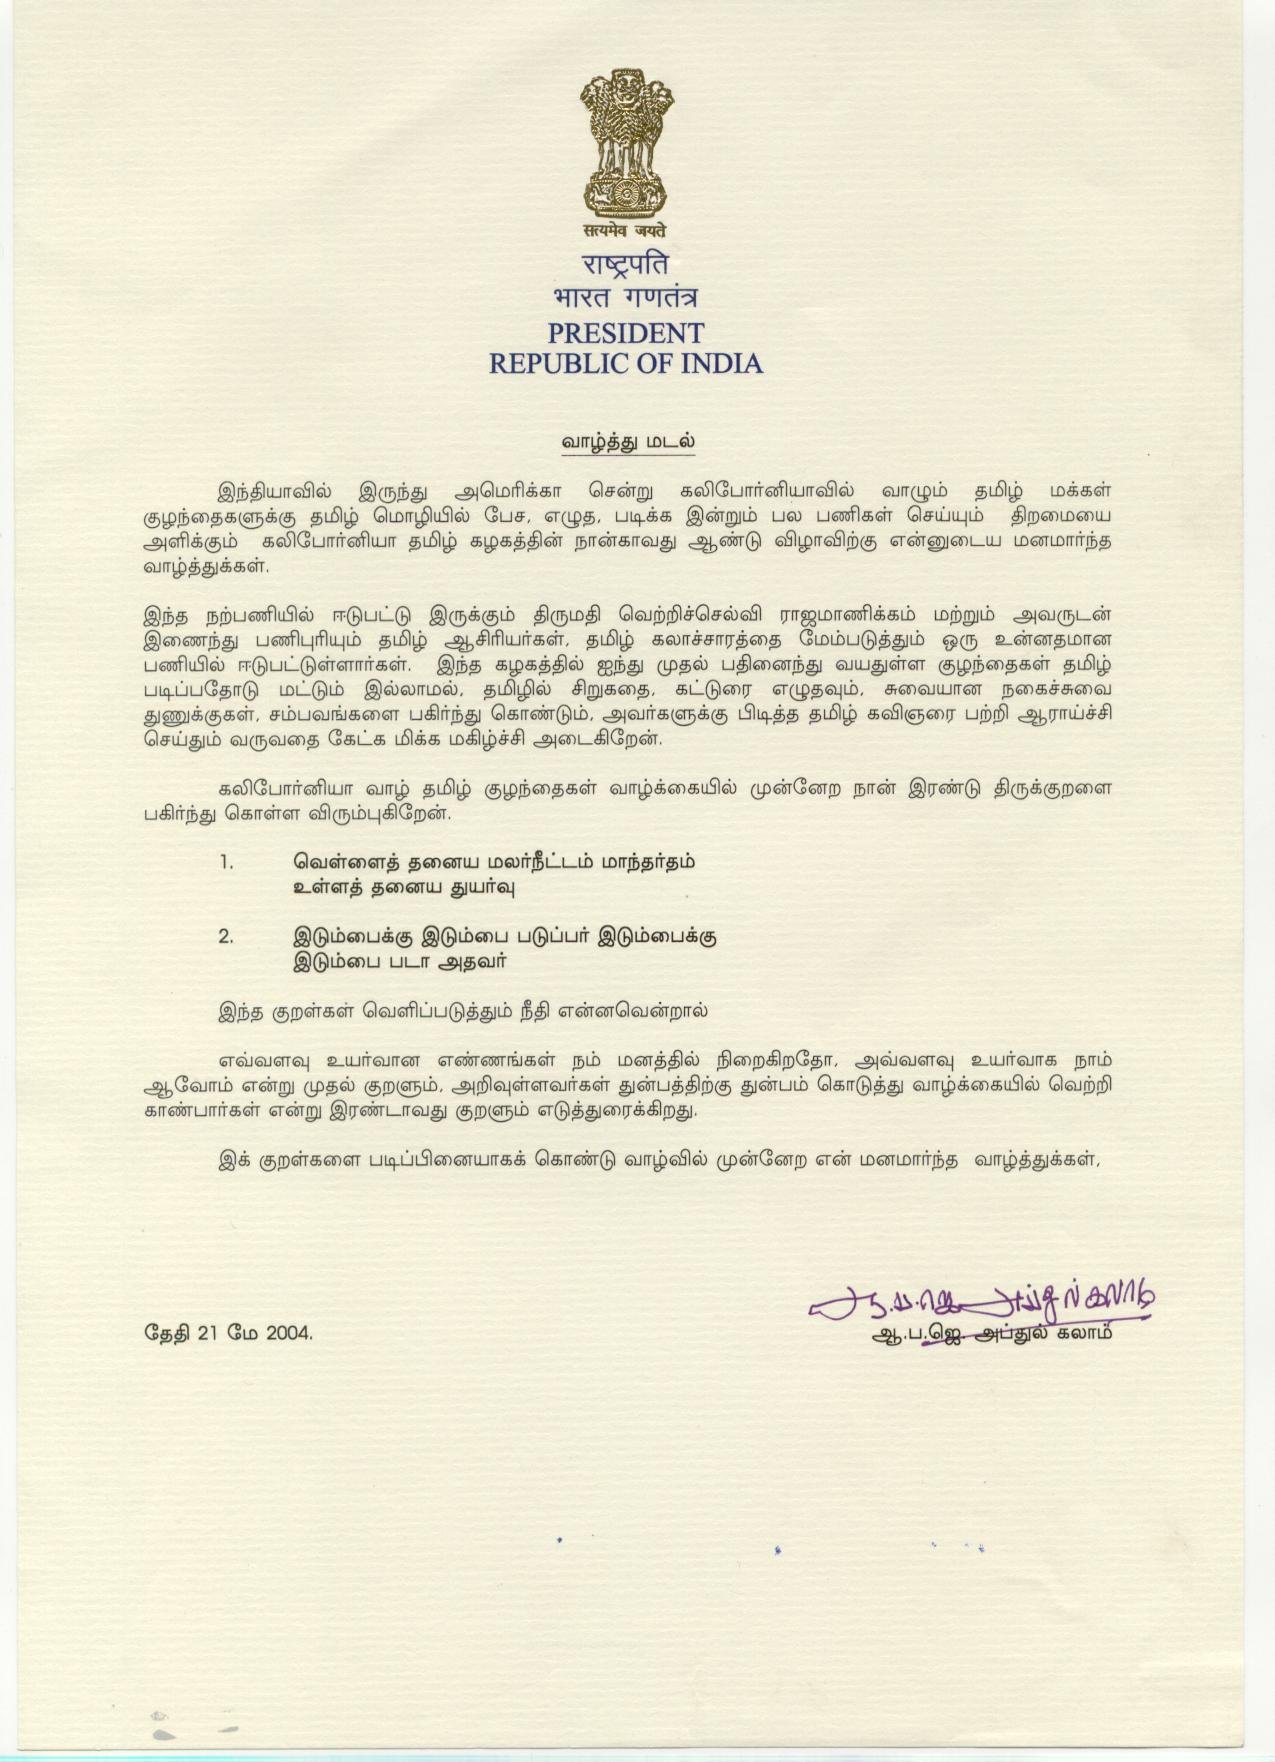 सत्यमेव जयते
राष्ट्रपति
भारत गणतंत्र
PRESIDENT
REPUBLIC OF INDIA
வாழ்த்து மடல்
இந்தியாவில் இருந்து அமெரிக்கா சென்று கலிபோர்னியாவில் வாழும் தமிழ் மக்கள்
குழந்தைகளுக்கு தமிழ் மொழியில் பேச, எழுத, படிக்க இன்றும் பல பணிகள் செய்யும் திறமையை
அளிக்கும் கலிபோர்னியா தமிழ் கழகத்தின் நான்காவது ஆண்டு விழாவிற்கு என்னுடைய மனமார்ந்த
வாழ்த்துக்கள்.
இந்த நற்பணியில் ஈடுபட்டு இருக்கும் திருமதி வெற்றிச்செல்வி ராஜமாணிக்கம் மற்றும் அவருடன்
இணைந்து பணிபுரியும் தமிழ் ஆசிரியர்கள், தமிழ் கலாச்சாரத்தை மேம்படுத்தும் ஒரு உன்னதமான
பணியில் ஈடுபட்டுள்ளார்கள். இந்த கழகத்தில் ஐந்து முதல் பதினைந்து வயதுள்ள குழந்தைகள் தமிழ்
படிப்பதோடு மட்டும் இல்லாமல், தமிழில் சிறுகதை, கட்டுரை எழுதவும், சுவையான நகைச்சுவை
துணுக்குகள், சம்பவங்களை பகிர்ந்து கொண்டும், அவர்களுக்கு பிடித்த தமிழ் கவிஞரை பற்றி ஆராய்ச்சி
செய்தும் வருவதை கேட்க மிக்க மகிழ்ச்சி அடைகிறேன்.
கலிபோர்னியா வாழ் தமிழ் குழந்தைகள் வாழ்க்கையில் முன்னேற நான் இரண்டு திருக்குறளை
பகிர்ந்து கொள்ள விரும்புகிறேன்.
1. வெள்ளைத் தனைய மலர்நீட்டம் மாந்தர்தம்
உள்ளத் தனைய துயர்வு
2. இடும்பைக்கு இடும்பை படுப்பர் இடும்பைக்கு
இடும்பை படா அதவர்
இந்த குறள்கள் வெளிப்படுத்தும் நீதி என்னவென்றால்
எவ்வளவு உயர்வான எண்ணங்கள் நம் மனத்தில் நிறைகிறதோ, அவ்வளவு உயர்வாக நாம்
ஆவோம் என்று முதல் குறளும், அறிவுள்ளவர்கள் துன்பத்திற்கு துன்பம் கொடுத்து வாழ்க்கையில் வெற்றி
காண்பார்கள் என்று இரண்டாவது குறளும் எடுத்துரைக்கிறது.
இக் குறள்களை படிப்பினையாகக் கொண்டு வாழ்வில் முன்னேற என் மனமார்ந்த வாழ்த்துக்கள்,
ஆ.ப.ஜெ அப்துல் கலாம்
தேதி 21 மே 2004. ஆ.ப.ஜெ. அப்துல் கலாம்